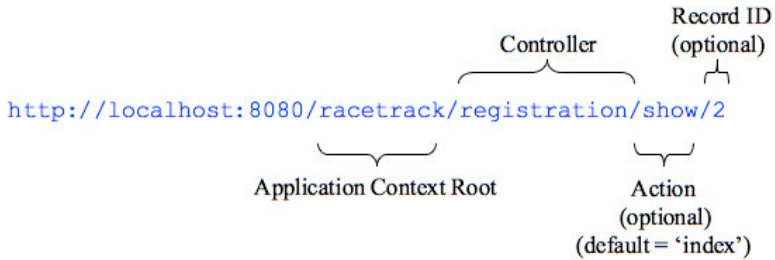 Record ID
(optional)
Controller
http://localhost:8080/racetrack/registration/show/2
Application Context Root
Action
(optional)
(default = ‘index’)